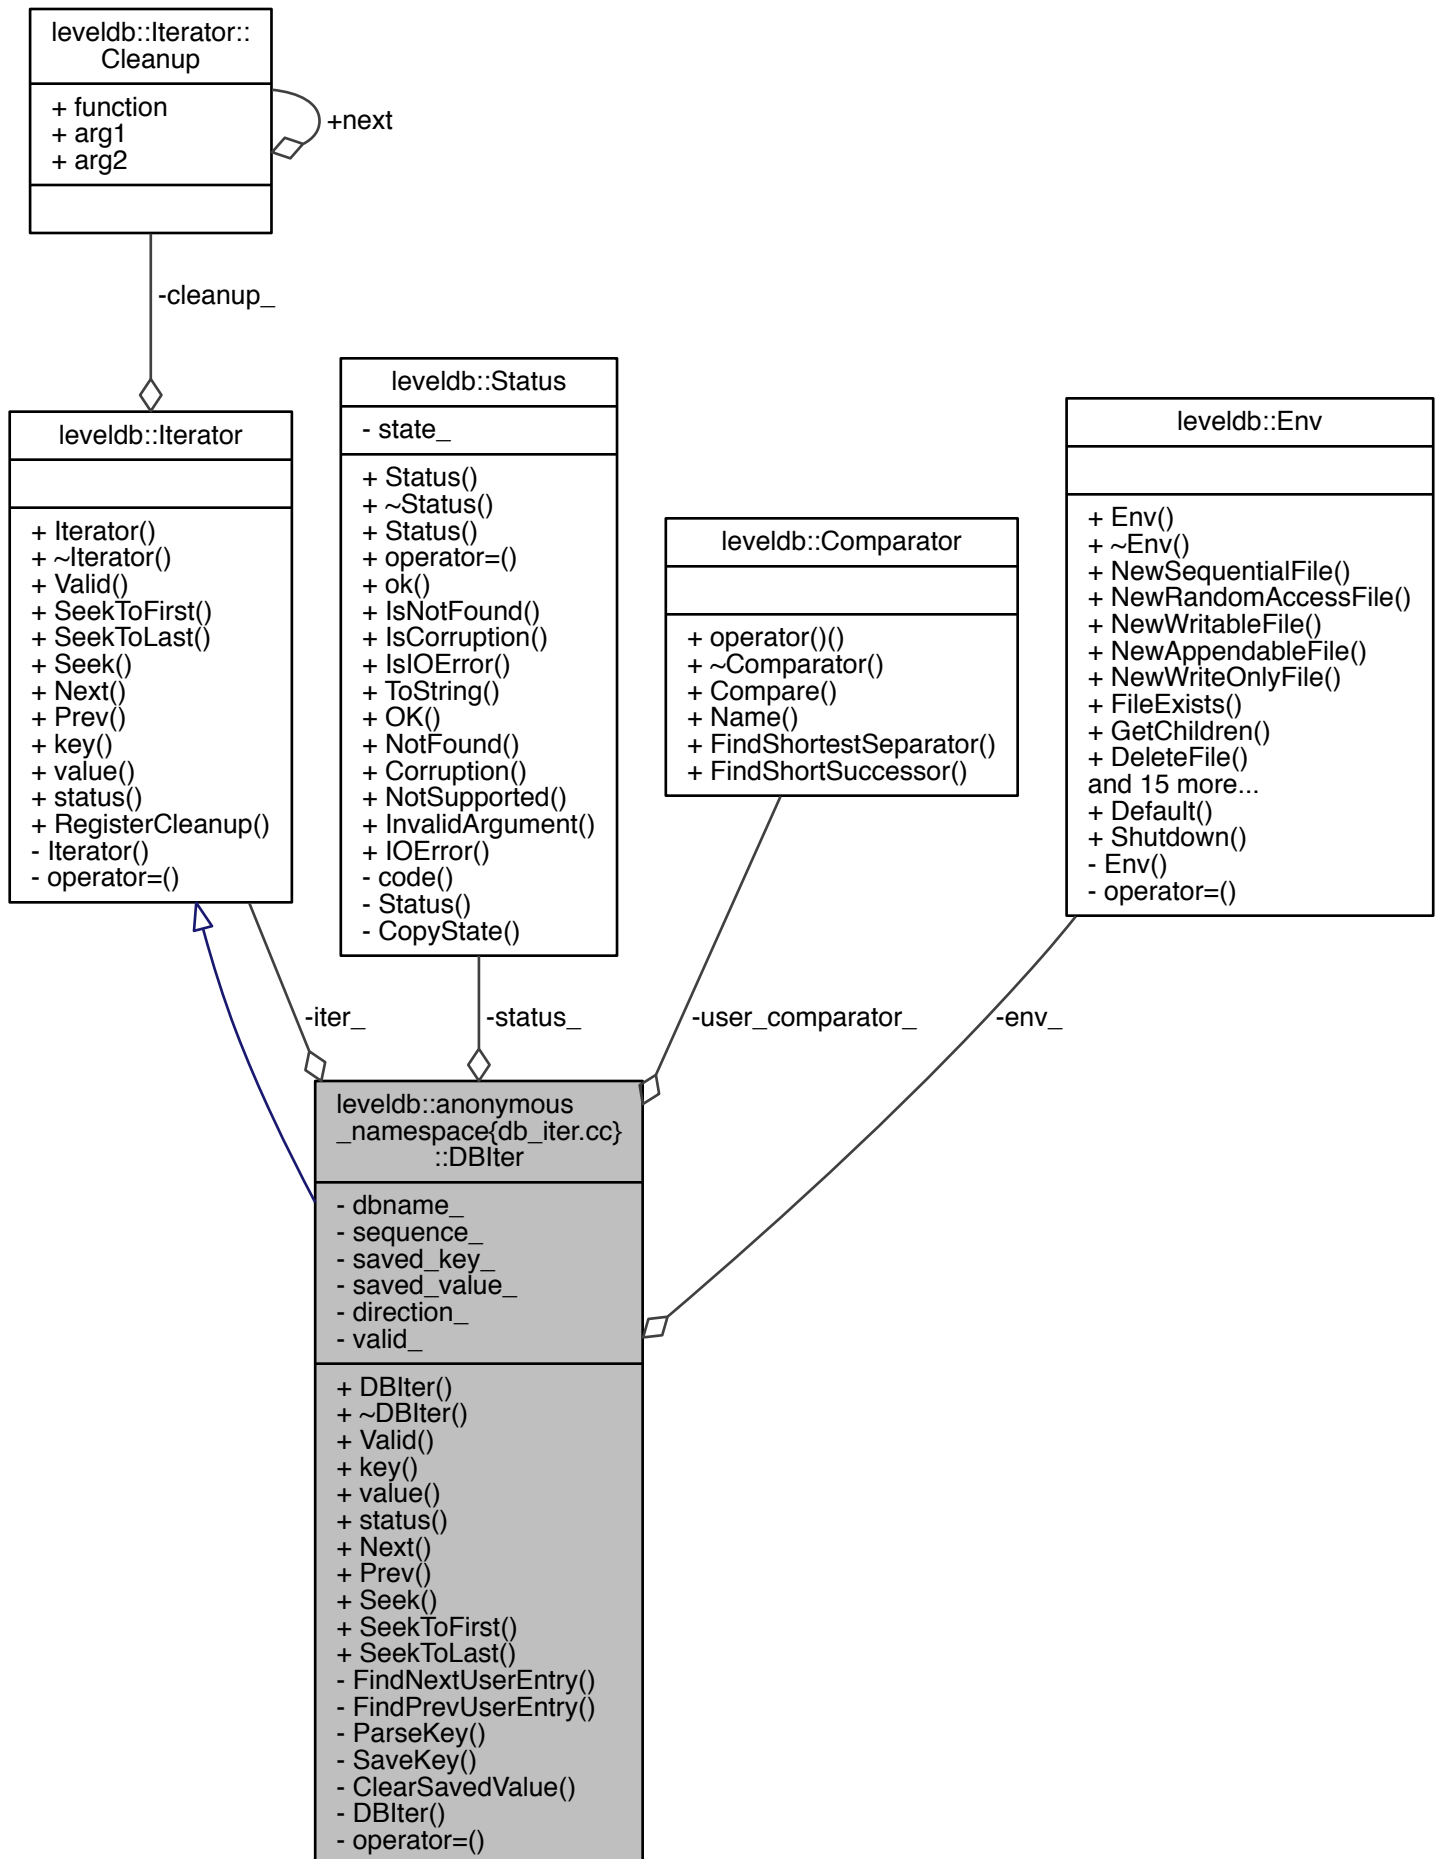 leveldb::Iterator::
Cleanup
+ function
+ arg1
+ arg2
+next
-cleanup_
leveldb::Iterator
+ Iterator()
+ ~Iterator()
+ Valid()
+ SeekToFirst()
+ SeekToLast()
+ Seek()
+ Next()
+ Prev()
+ key()
+ value()
+ status()
+ RegisterCleanup()
- Iterator()
- operator=()
leveldb::Status
- state_
+ Status()
+ ~Status()
+ Status()
+ operator=()
+ ok()
+ IsNotFound()
+ IsCorruption()
+ IsIOError()
+ ToString()
+ OK()
+ NotFound()
+ Corruption()
+ NotSupported()
+ InvalidArgument()
+ IOError()
- code()
- Status()
- CopyState()
leveldb::Comparator
+ operator()()
+ ~Comparator()
+ Compare()
+ Name()
+ FindShortestSeparator()
+ FindShortSuccessor()
leveldb::Env
+ Env()
+ ~Env()
+ NewSequentialFile()
+ NewRandomAccessFile()
+ NewWritableFile()
+ NewAppendableFile()
+ NewWriteOnlyFile()
+ FileExists()
+ GetChildren()
+ DeleteFile()
and 15 more...
+ Default()
+ Shutdown()
- Env()
- operator=()
-iter_
-status_
-user_comparator_
-env_
leveldb::anonymous
_namespace{db_iter.cc}
::DBIter
- dbname_
- sequence_
- saved_key_
- saved_value_
- direction_
- valid_
+ DBIter()
+ ~DBIter()
+ Valid()
+ key()
+ value()
+ status()
+ Next()
+ Prev()
+ Seek()
+ SeekToFirst()
+ SeekToLast()
- FindNextUserEntry()
- FindPrevUserEntry()
- ParseKey()
- SaveKey()
- ClearSavedValue()
- DBIter()
- operator=()